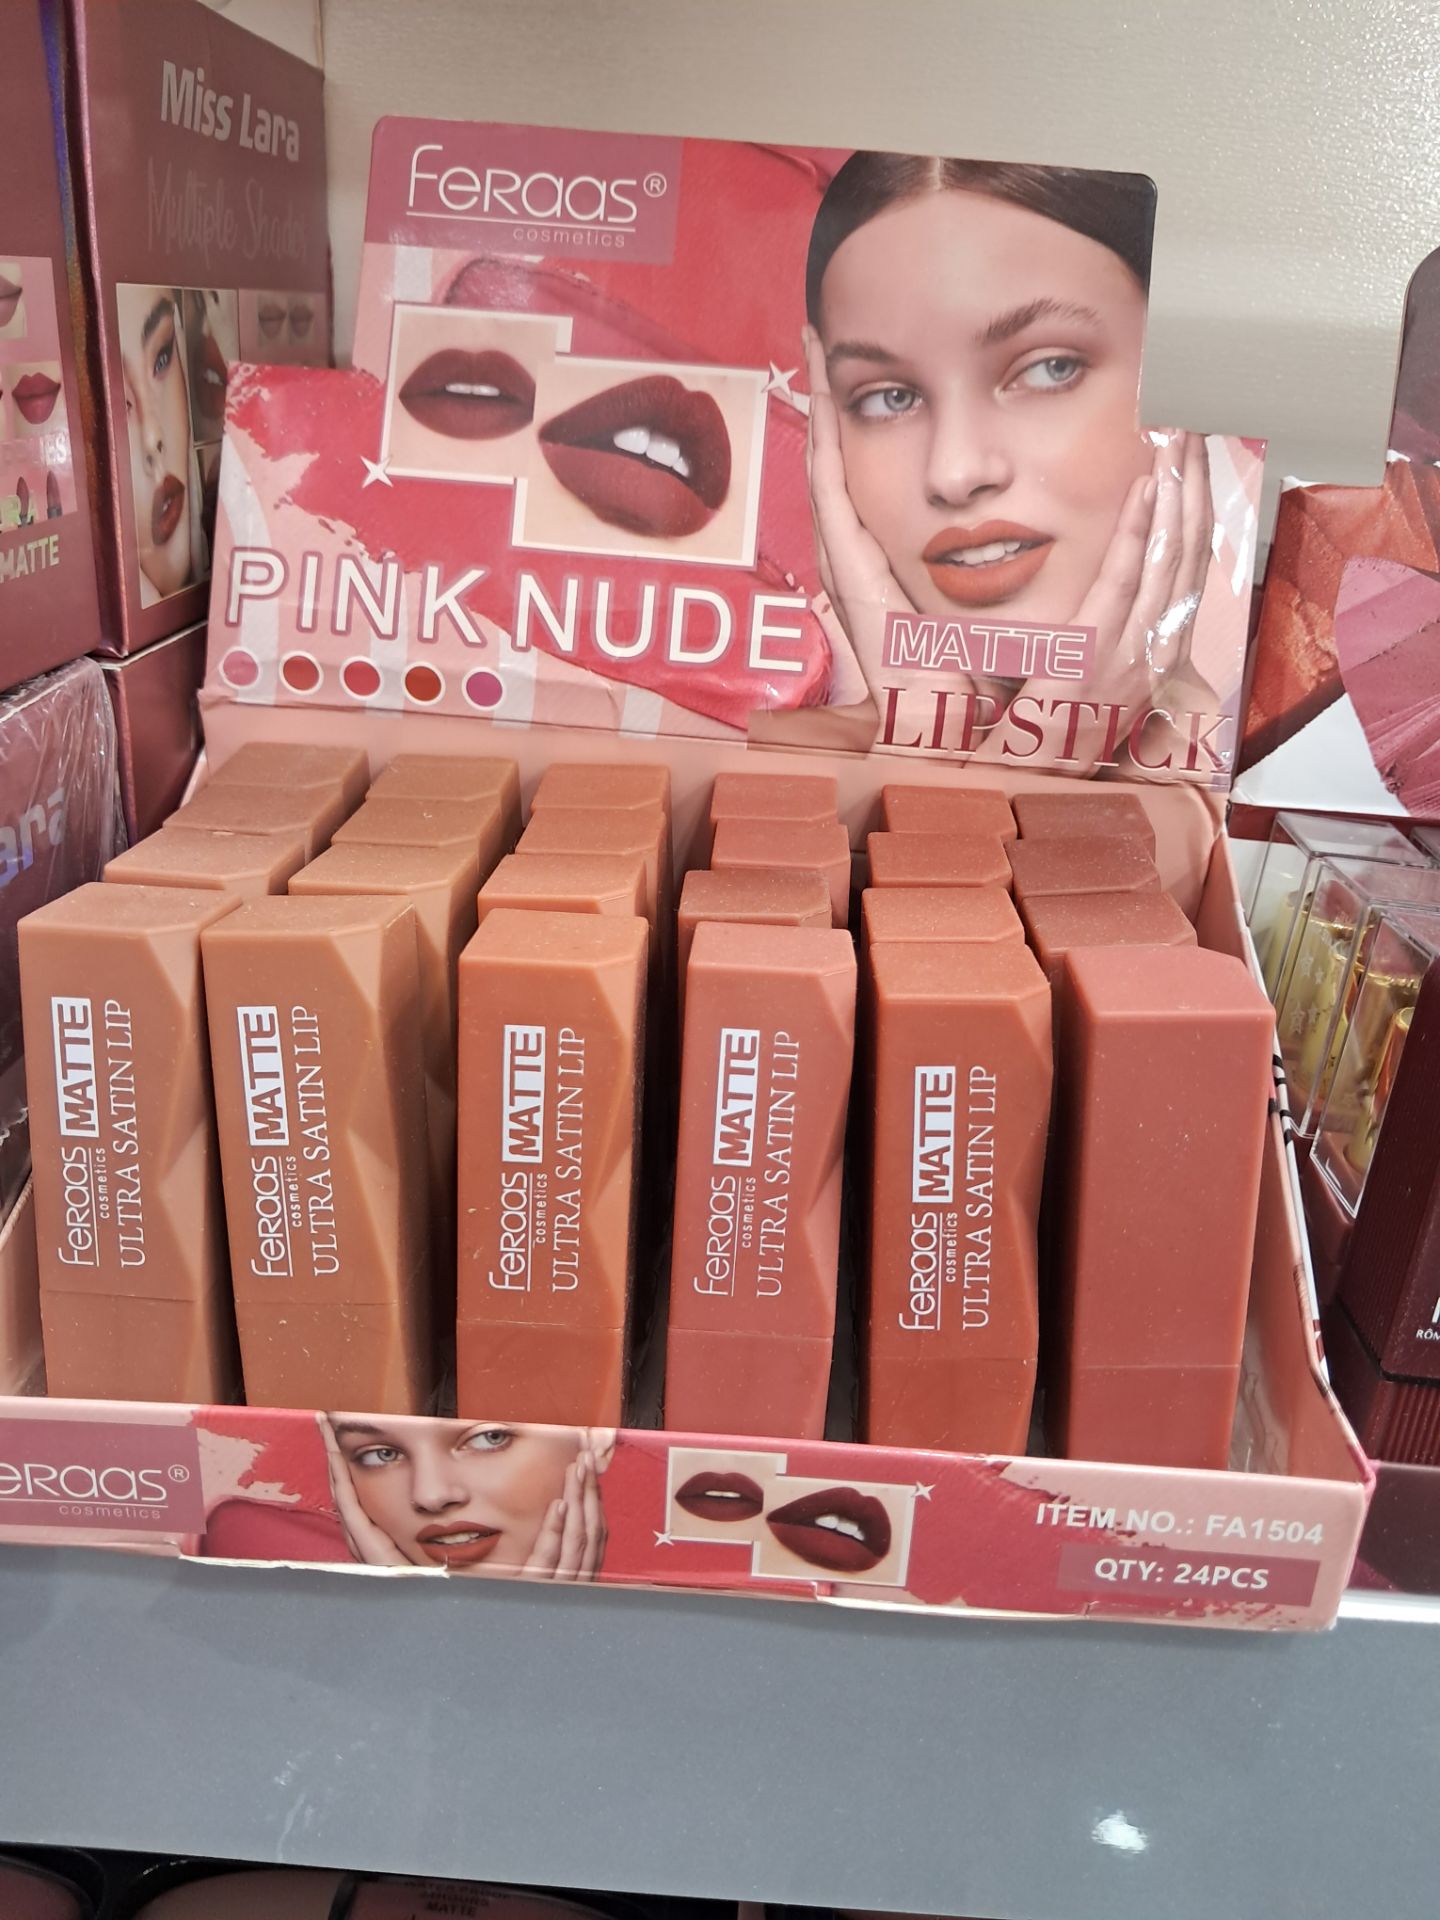 Miss Lara
Multiple Shades
MATTE
feraas®
cosmetics
PINK NUDE
MATTE
LIPSTICK
feraas
cosmetics
MATTE
ULTRA SATIN LIP
feraas
cosmetics
MATTE
ULTRA SATIN LIP
feraas
cosmetics
MATTE
ULTRA SATIN LIP
feraas
cosmetics
MATTE
ULTRA SATIN LIP
feraas
cosmetics
MATTE
ULTRA SATIN LIP
eraas®
cosmetics
ITEM NO.: FA1504
QTY: 24PCS
MATTE